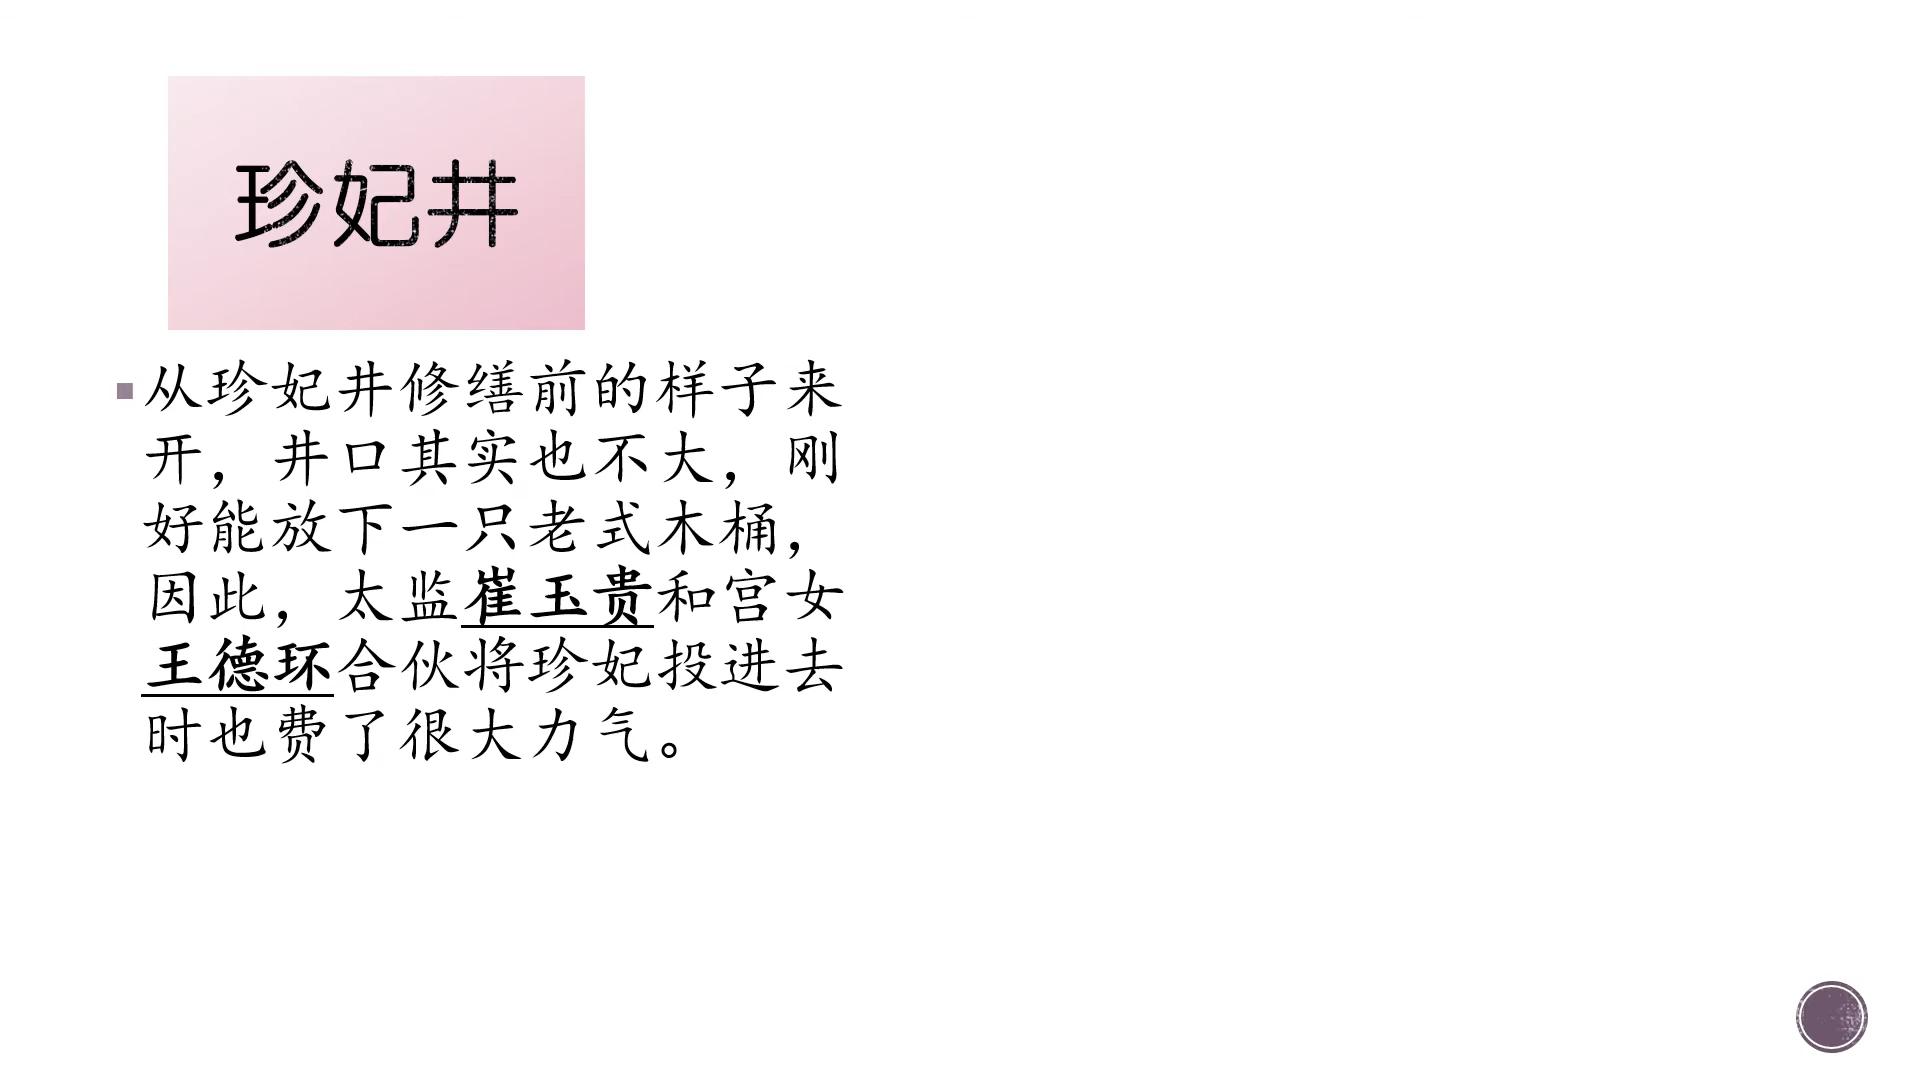 珍妃井
从珍妃井修缮前的样子来
开，井口其实也不大，刚
好能放下一只老式木桶，
因此，太监崔玉贵和宫女
王德环合伙将珍妃投进去
时也费了很大力气。